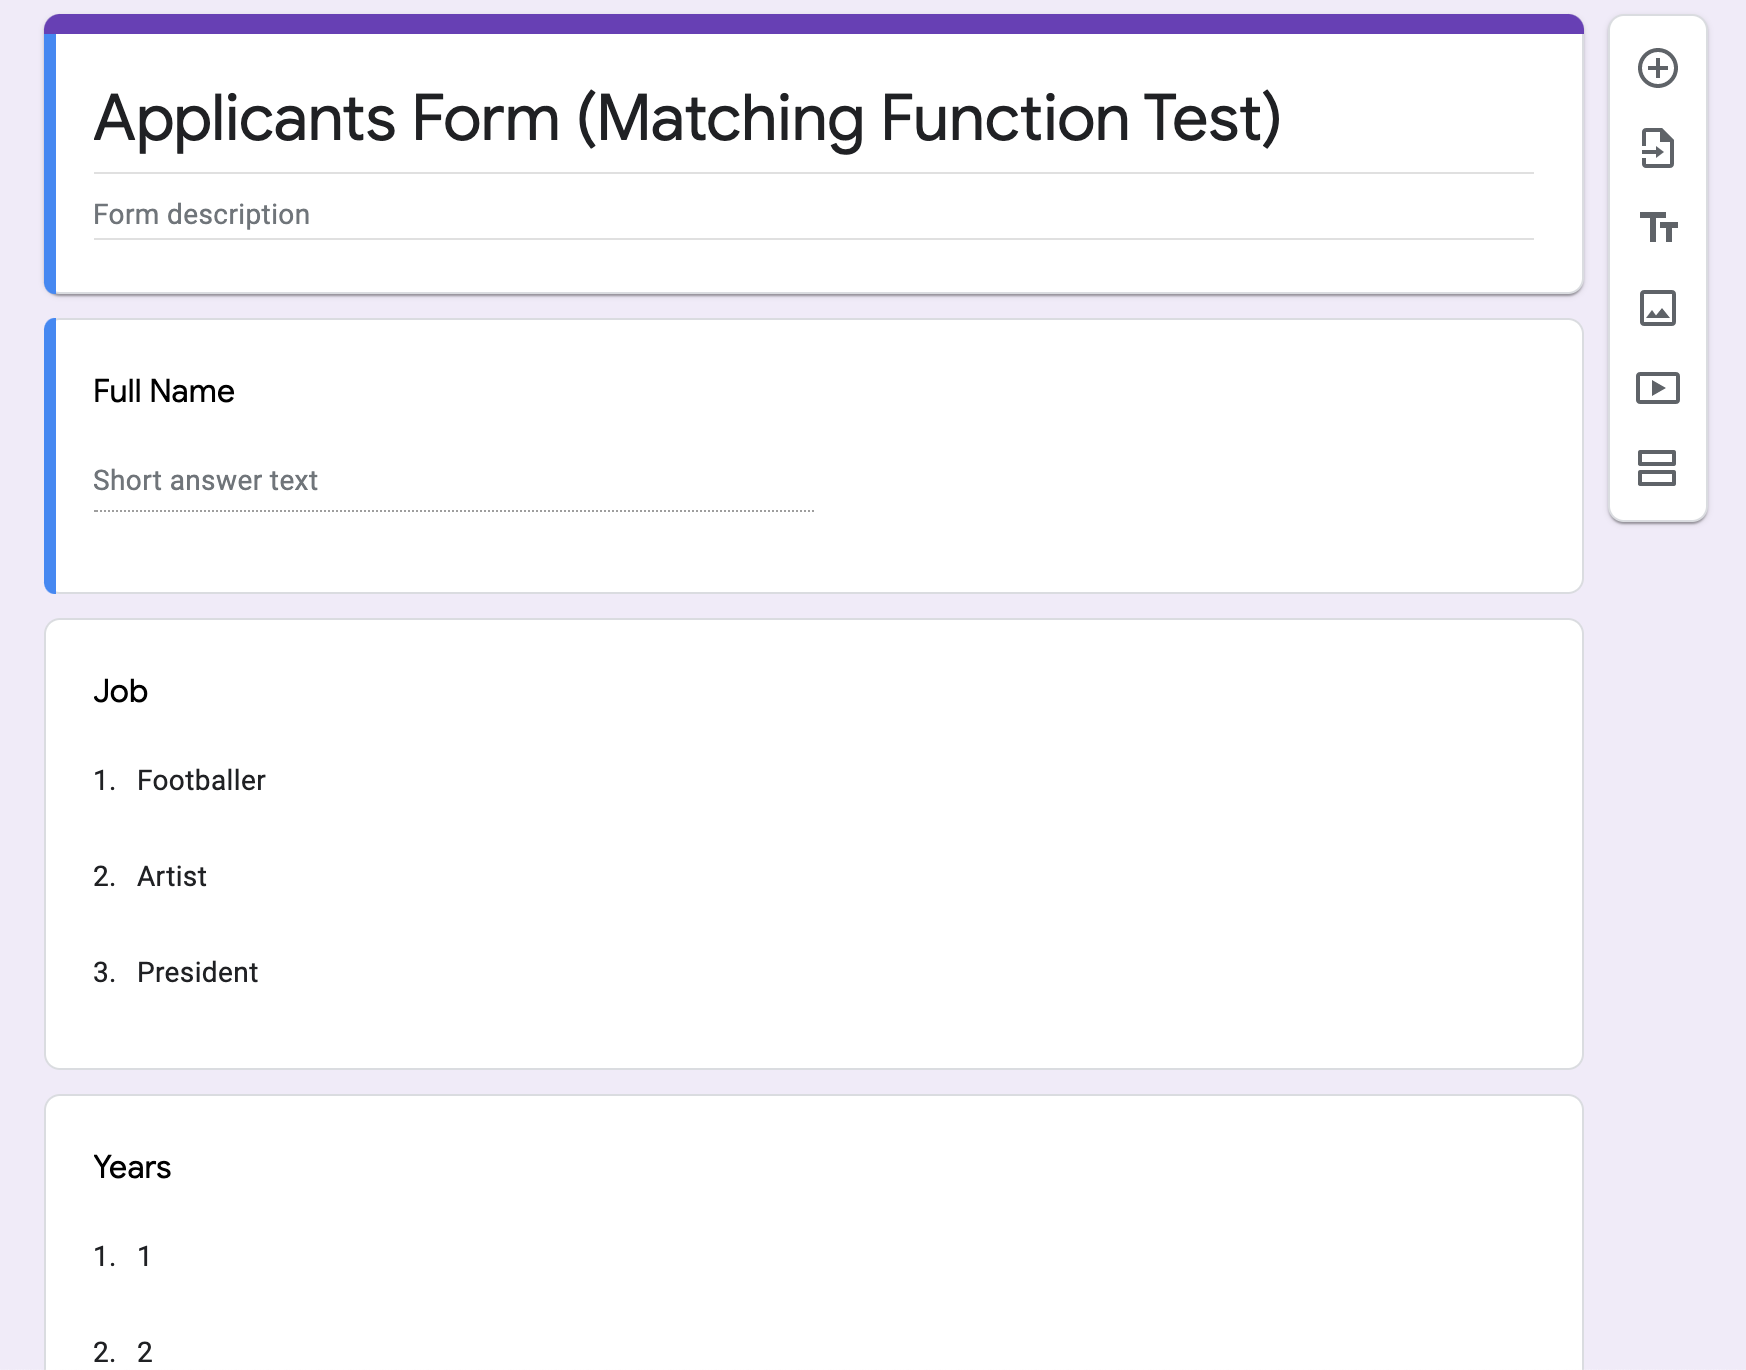 Applicants Form (Matching Function Test)
Form description
Full Name
Short answer text
Job
1. Footballer
2. Artist
3. President
Years
1. 1
2. 2